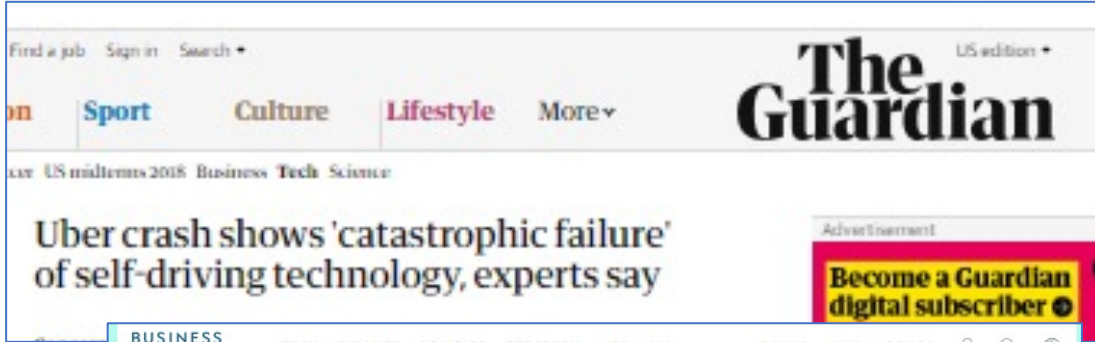 Find a job Sign in Search
US edition
The
Guardian
on Sport Culture Lifestyle More
US midterms 2018 Business Tech Science
Uber crash shows 'catastrophic failure'
of self-driving technology, experts say
Advertisement
Become a Guardian
digital subscriber
BUSINESS